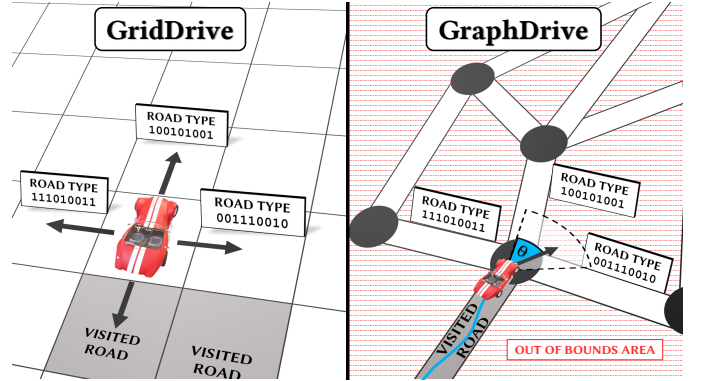 GridDrive
ROAD TYPE
100101001
ROAD TYPE
111010011
ROAD TYPE
001110010
VISITED
ROAD
VISITED
ROAD
GraphDrive
ROAD TYPE
100101001
ROAD TYPE
111010011
ROAD TYPE
001110010
θ
VISITED
ROAD
OUT OF BOUNDS AREA